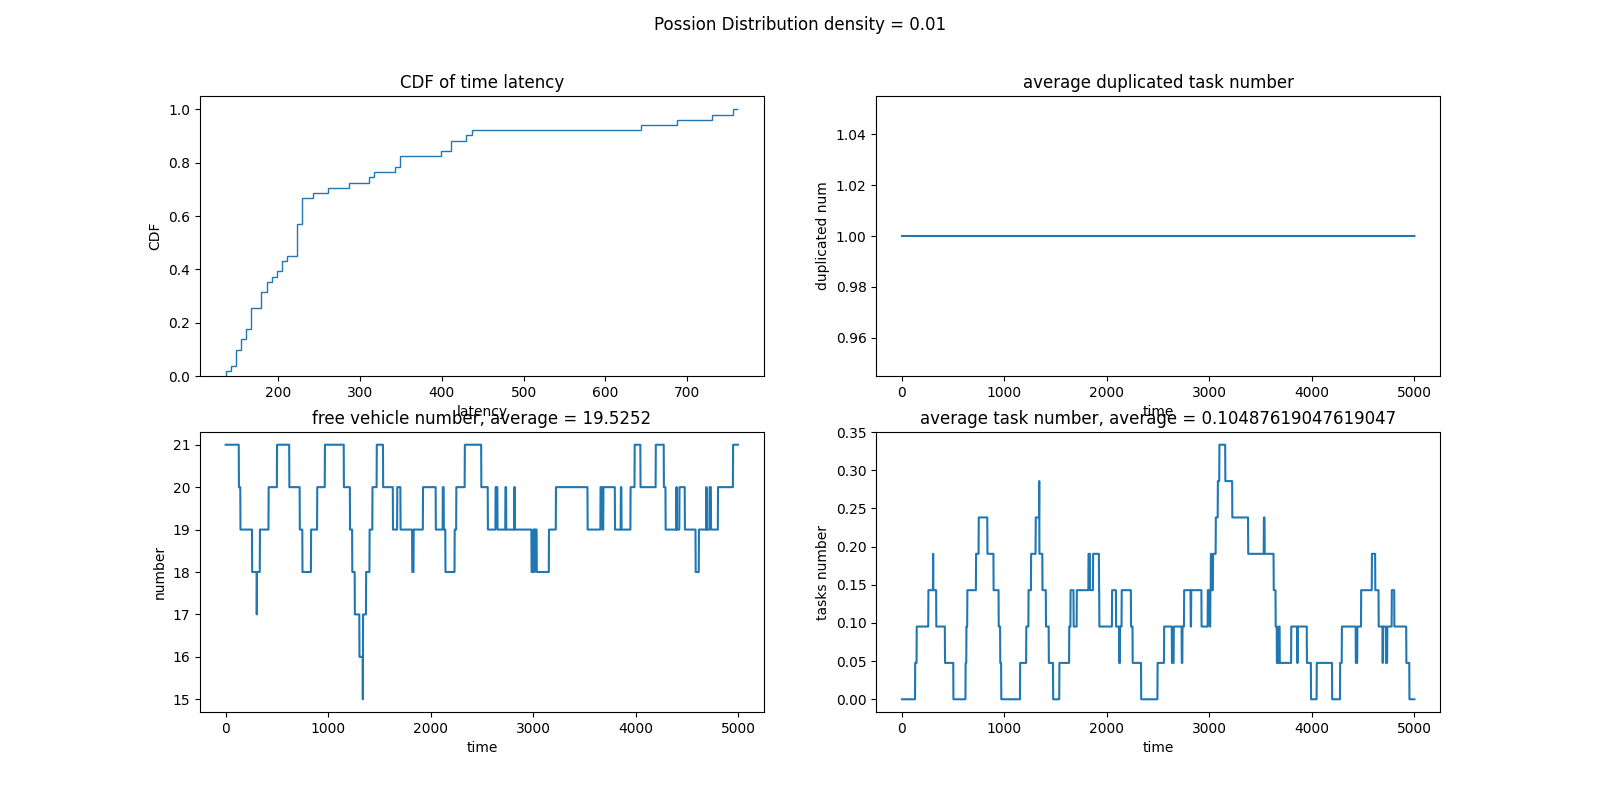 Possion Distribution density = 0.01
CDF of time latency
1.0
0.8
0.6
0.4
0.2
0.0
CDF
200 300 400 500 600 700
latency
average duplicated task number
1.04
1.02
1.00
0.98
0.96
duplicated num
0 1000 2000 3000 4000 5000
time
free vehicle number, average = 19.5252
21
20
19
18
17
16
15
number
0 1000 2000 3000 4000 5000
time
average task number, average = 0.10487619047619047
0.35
0.30
0.25
0.20
0.15
0.10
0.05
0.00
tasks number
0 1000 2000 3000 4000 5000
time